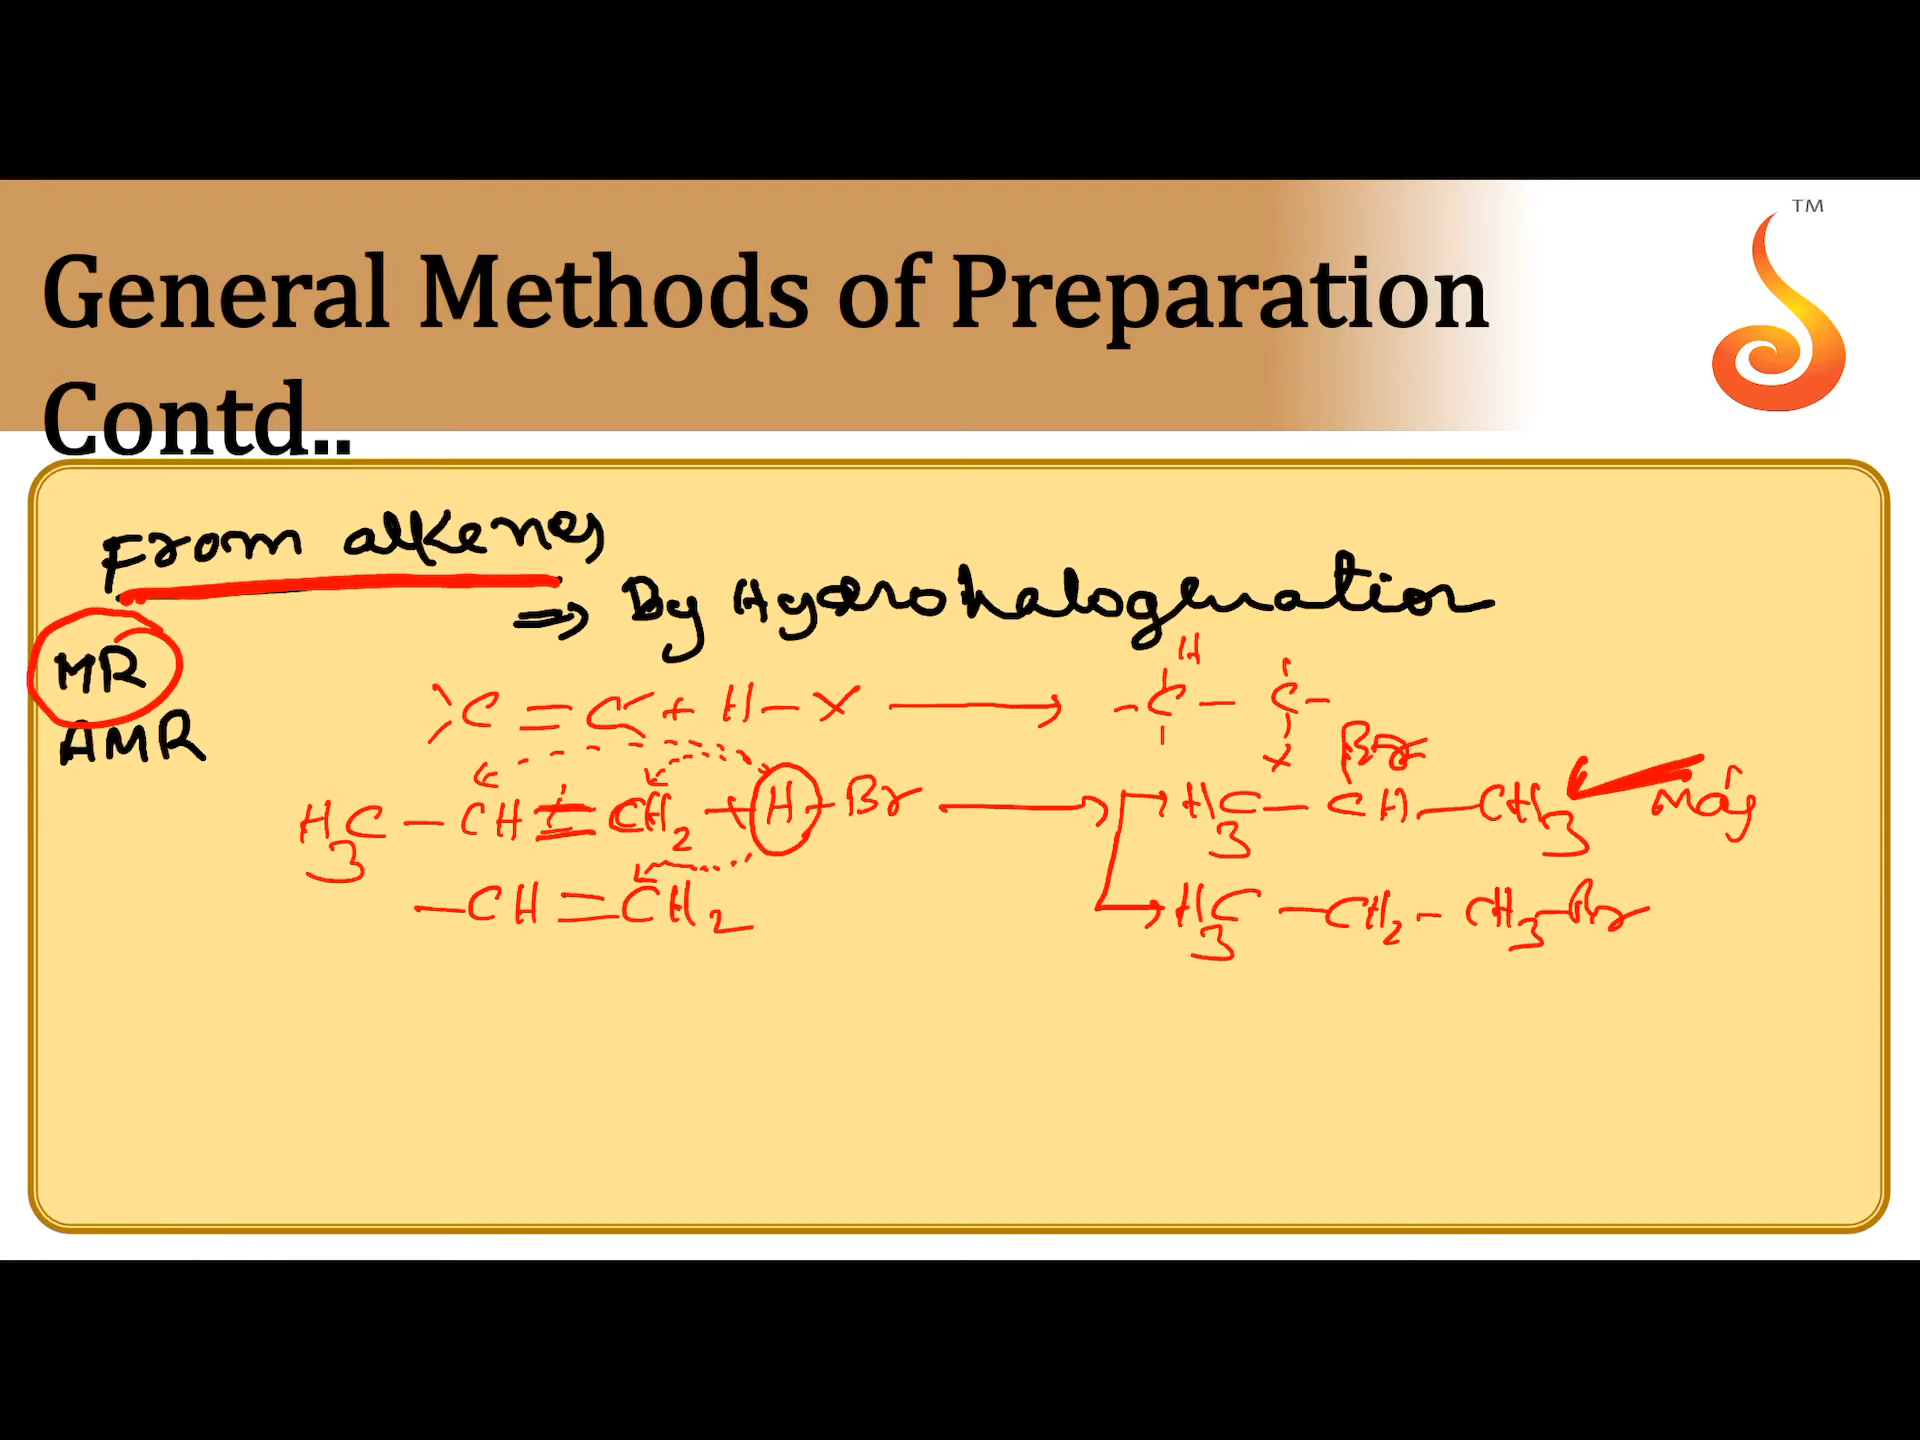 TM
General Methods of Preparation
Contd..
From alkenes
⇒ By Hydrohalogenation
MR
AMR
>C=C< + H-X ⟶ -C(H)-C(X)-
H3C-CH=CH2 + H-Br ⟶ H3C-CH(Br)-CH3 Maj
-CH=CH2
H3C-CH2-CH3-Br